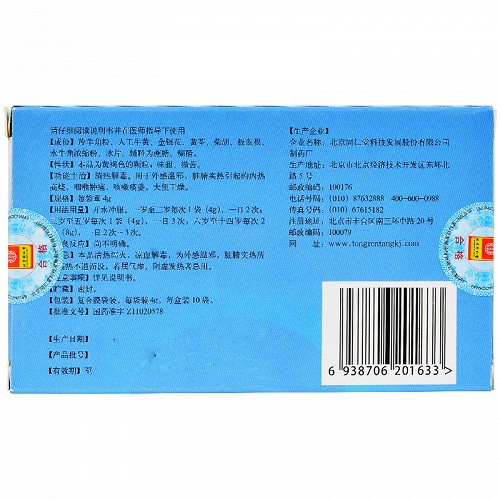 请仔细阅读说明书并在医师指导下使用
【成份】羚羊角粉、人工牛黄、金银花、黄芩、柴胡、板蓝根、
水牛角浓缩粉、冰片。辅料为蔗糖、糊精。
【性状】本品为黄褐色的颗粒；味甜、微苦。
【功能主治】清热解毒。用于外感温邪、脏腑实热引起的内热
高烧，咽喉肿痛，咳嗽痰盛，大便干燥。
【规格】每袋装4g
【用法用量】开水冲服。一岁至二岁每次1袋（4g），一日2次；
三岁至五岁每次1袋（4g），一日3次；六岁至十四岁每次2
（8g），一日2次～3次。
反应】尚不明确。
本品清热泻火，凉血解毒，为外感温邪，脏腑实热所
热不退而设。若属气虚，阴虚发热者忌用。
事项】详见说明书。
【贮藏】密封。
【包装】复合膜袋装，每袋装4g，每盒装10袋。
【批准文号】国药准字Z11020578
【生产日期】
【产品批号】
【有效期】至
【生产企业】
企业名称：北京同仁堂科技发展股份有限公司
制药厂
生产地址：北京市北京经济技术开发区东环北
路5号
邮政编码：100176
电话号码：(010) 87632888 400-600-0988
传真号码：(010) 67615182
注册地址：北京市丰台区南三环中路20号
邮政编码：100079
网 址：www.tongrentangkj.com
合格
合格
6 938706 201633 >